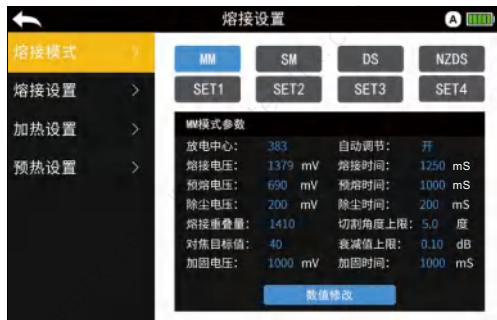 熔接设置
A
熔接模式
熔接设置
加热设置
预热设置
MM SM DS NZDS
SET1 SET2 SET3 SET4
MM模式参数
放电中心: 383 自动调节: 开
熔接电压: 1379 mV 熔接时间: 1250 mS
预熔电压: 690 mV 预熔时间: 1000 mS
除尘电压: 200 mV 除尘时间: 200 mS
熔接重叠量: 1410 切割角度上限: 5.0 度
对焦目标值: 40 衰减值上限: 0.10 dB
加固电压: 1000 mV 加固时间: 1000 mS
数值修改